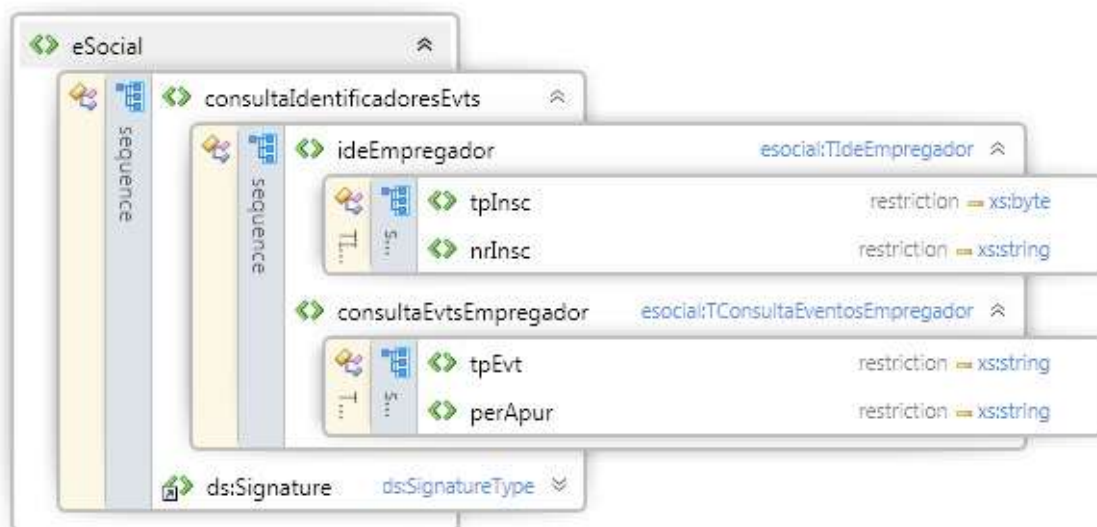 eSocial
sequence
consultaIdentificadoresEvts
sequence
ideEmpregador esocial:TIdeEmpregador
TI... s...
tpInsc restriction xs:byte
nrInsc restriction xs:string
consultaEvtsEmpregador esocial:TConsultaEventosEmpregador
T... s...
tpEvt restriction xs:string
perApur restriction xs:string
ds:Signature ds:SignatureType